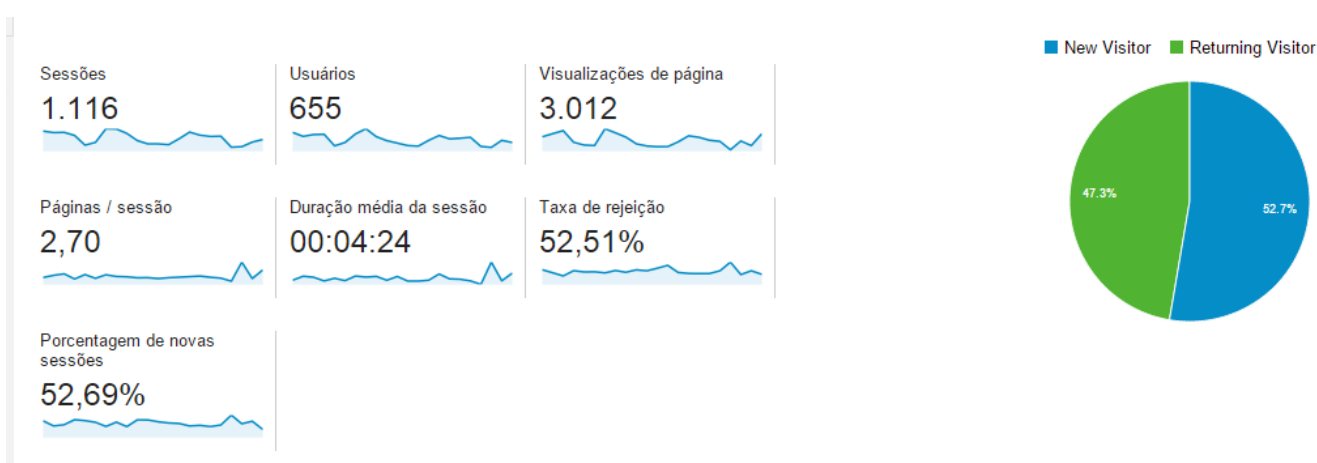 New Visitor Returning Visitor
Sessões Usuários Visualizações de página
1.116 655 3.012
Páginas / sessão Duração média da sessão Taxa de rejeição
2,70 00:04:24 52,51%
47.3% 52.7%
Porcentagem de novas
sessões
52,69%